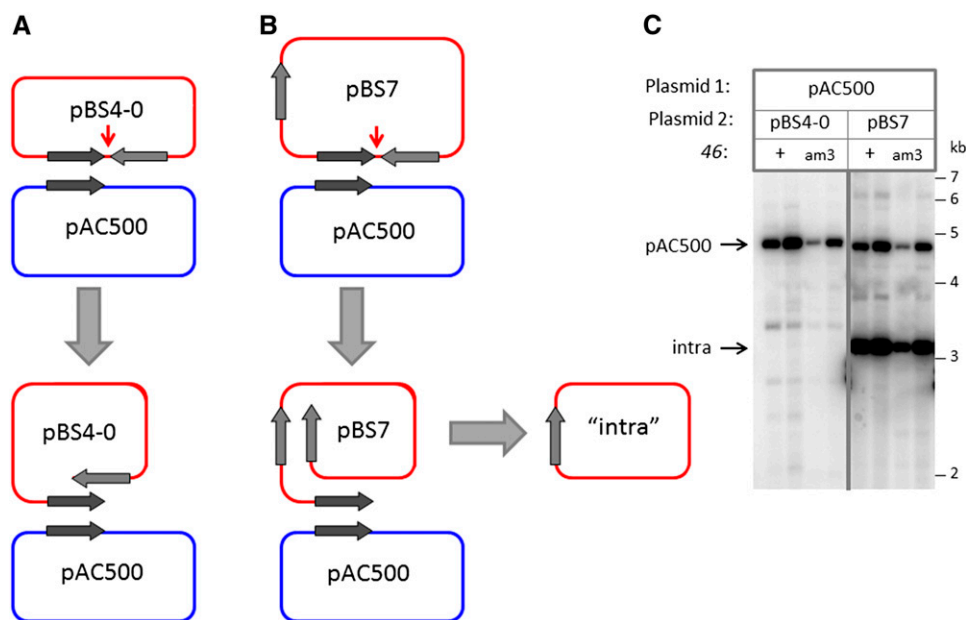 A
B
C
pBS4-0
pAC500
pBS4-0
pAC500
pBS7
pAC500
pBS7
pAC500
“intra”
Plasmid 1: pAC500
Plasmid 2: pBS4-0 pBS7
46: + am3 + am3
kb
pAC500
intra
7
6
5
4
3
2